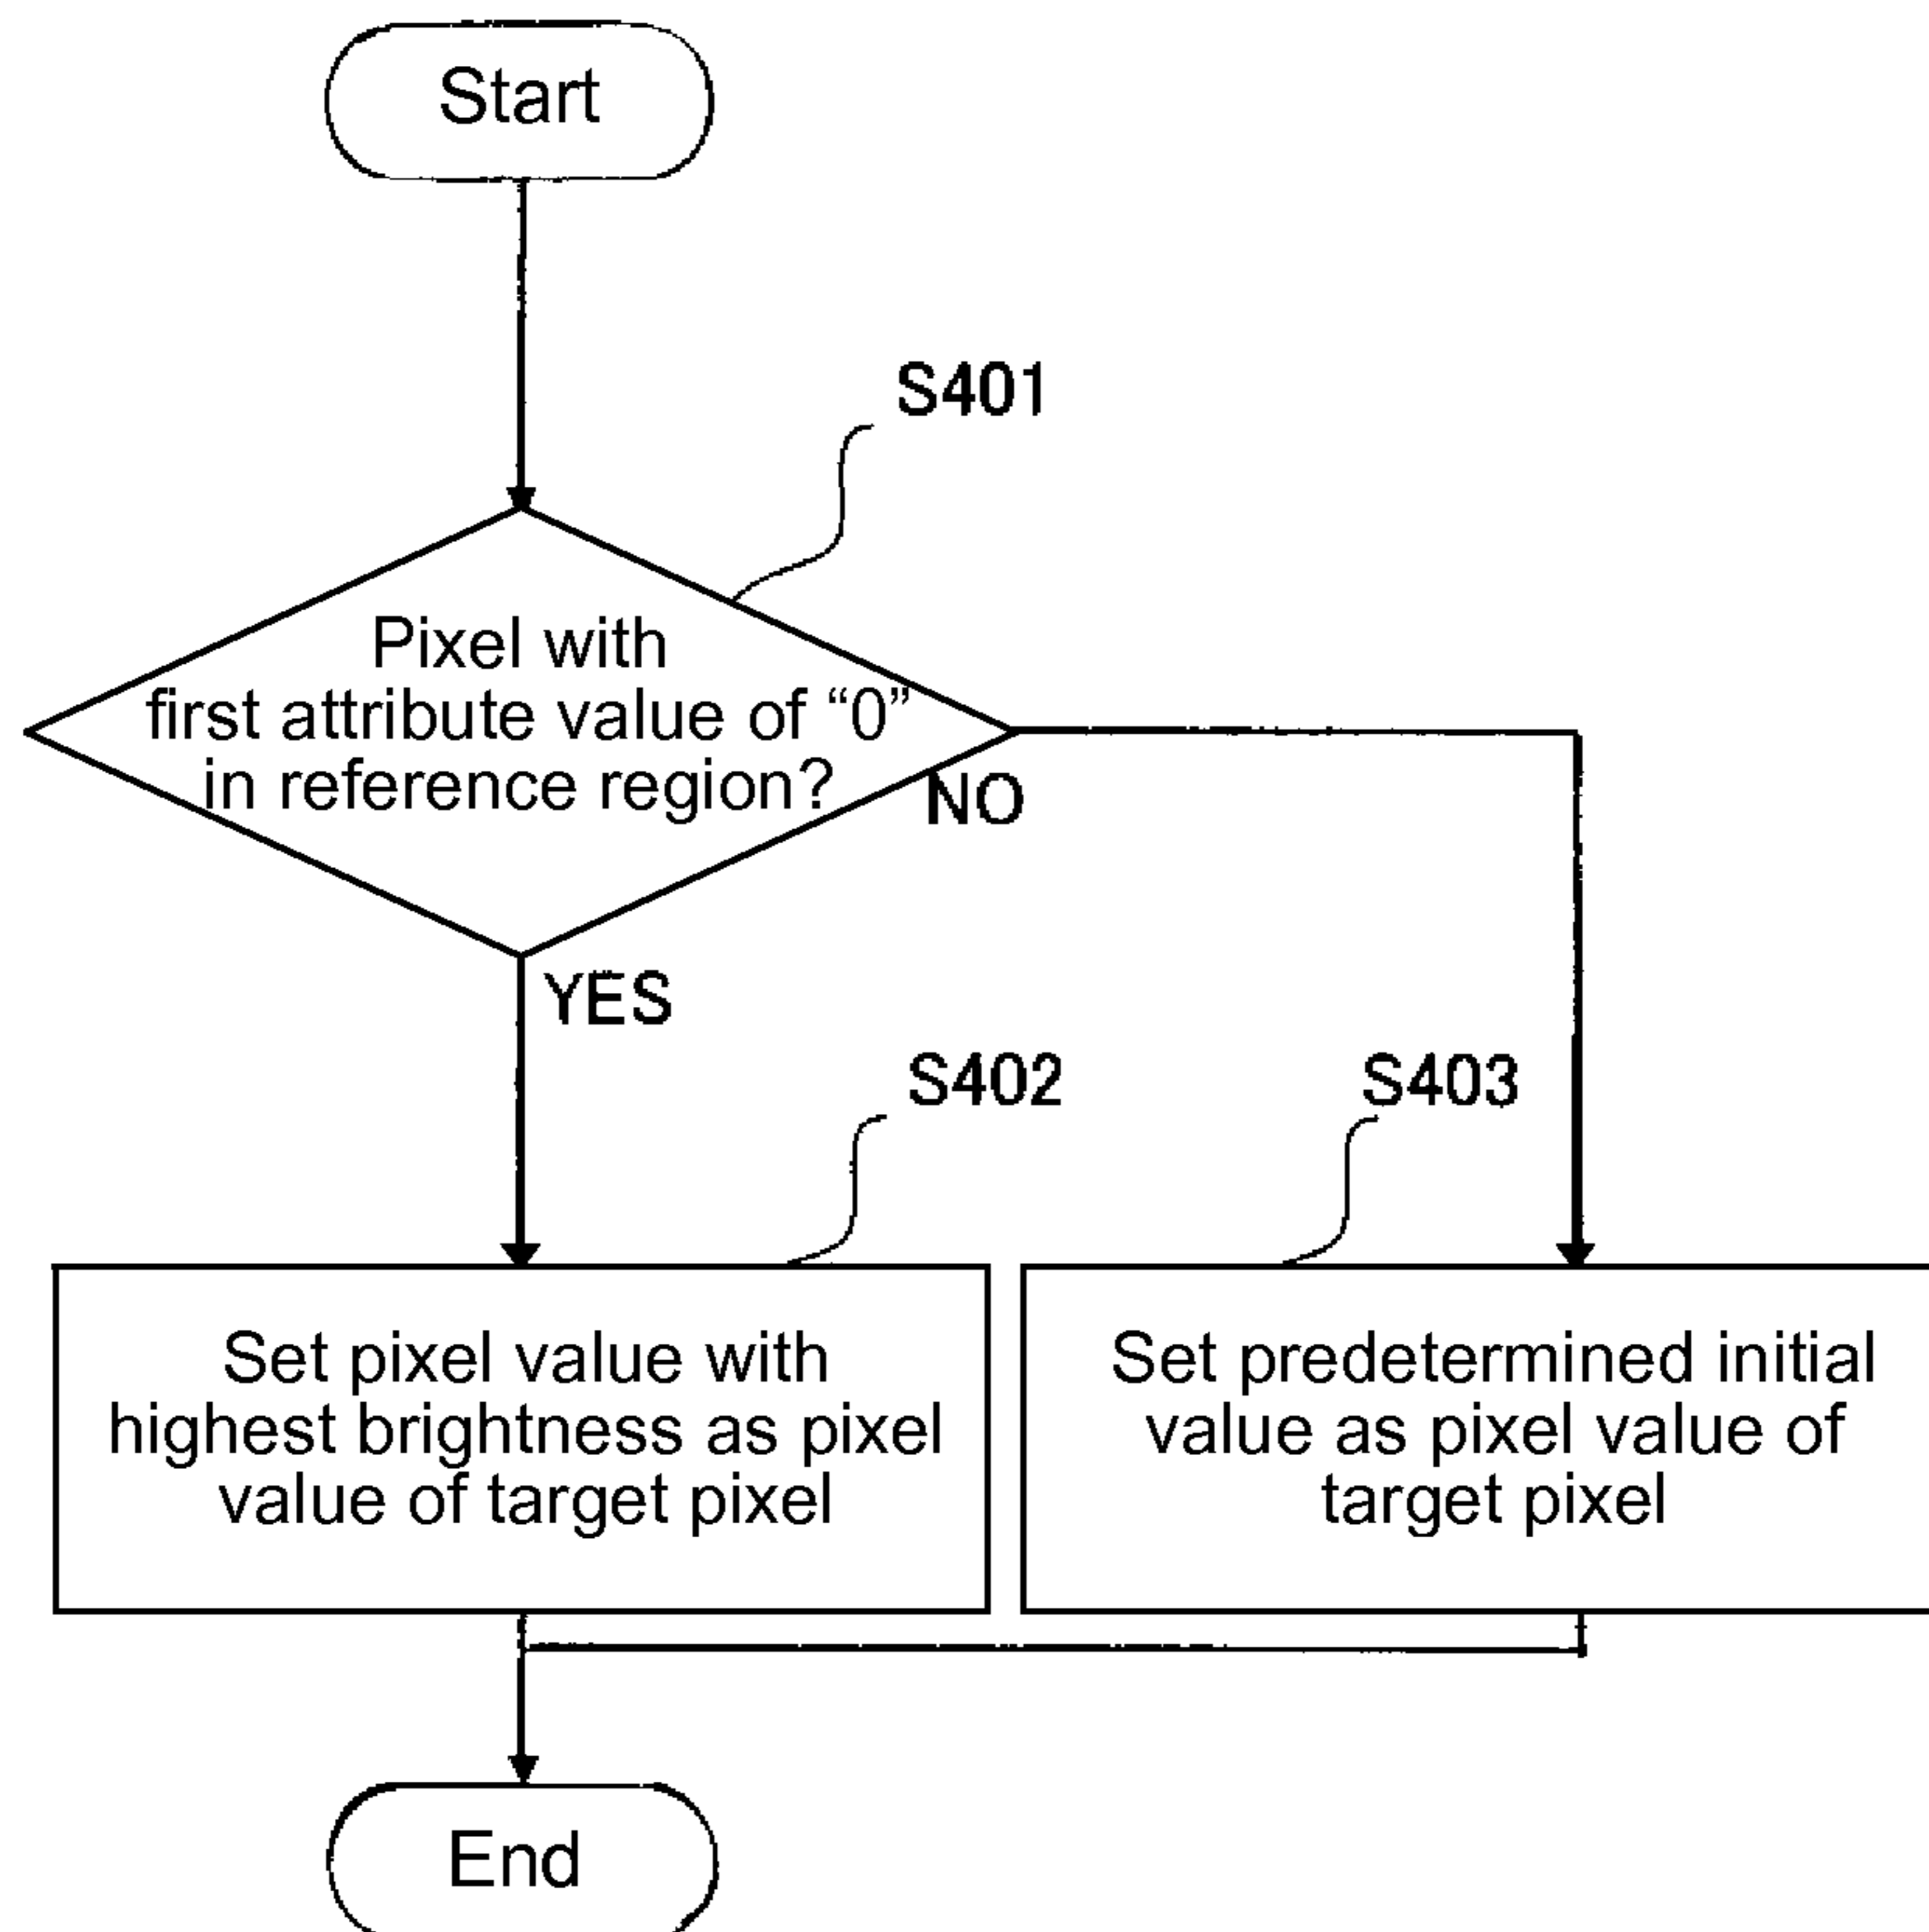 Start
S401
Pixel with
first attribute value of “0”
in reference region?
NO
YES
S402
S403
Set pixel value with
highest brightness as pixel
value of target pixel
Set predetermined initial
value as pixel value of
target pixel
End